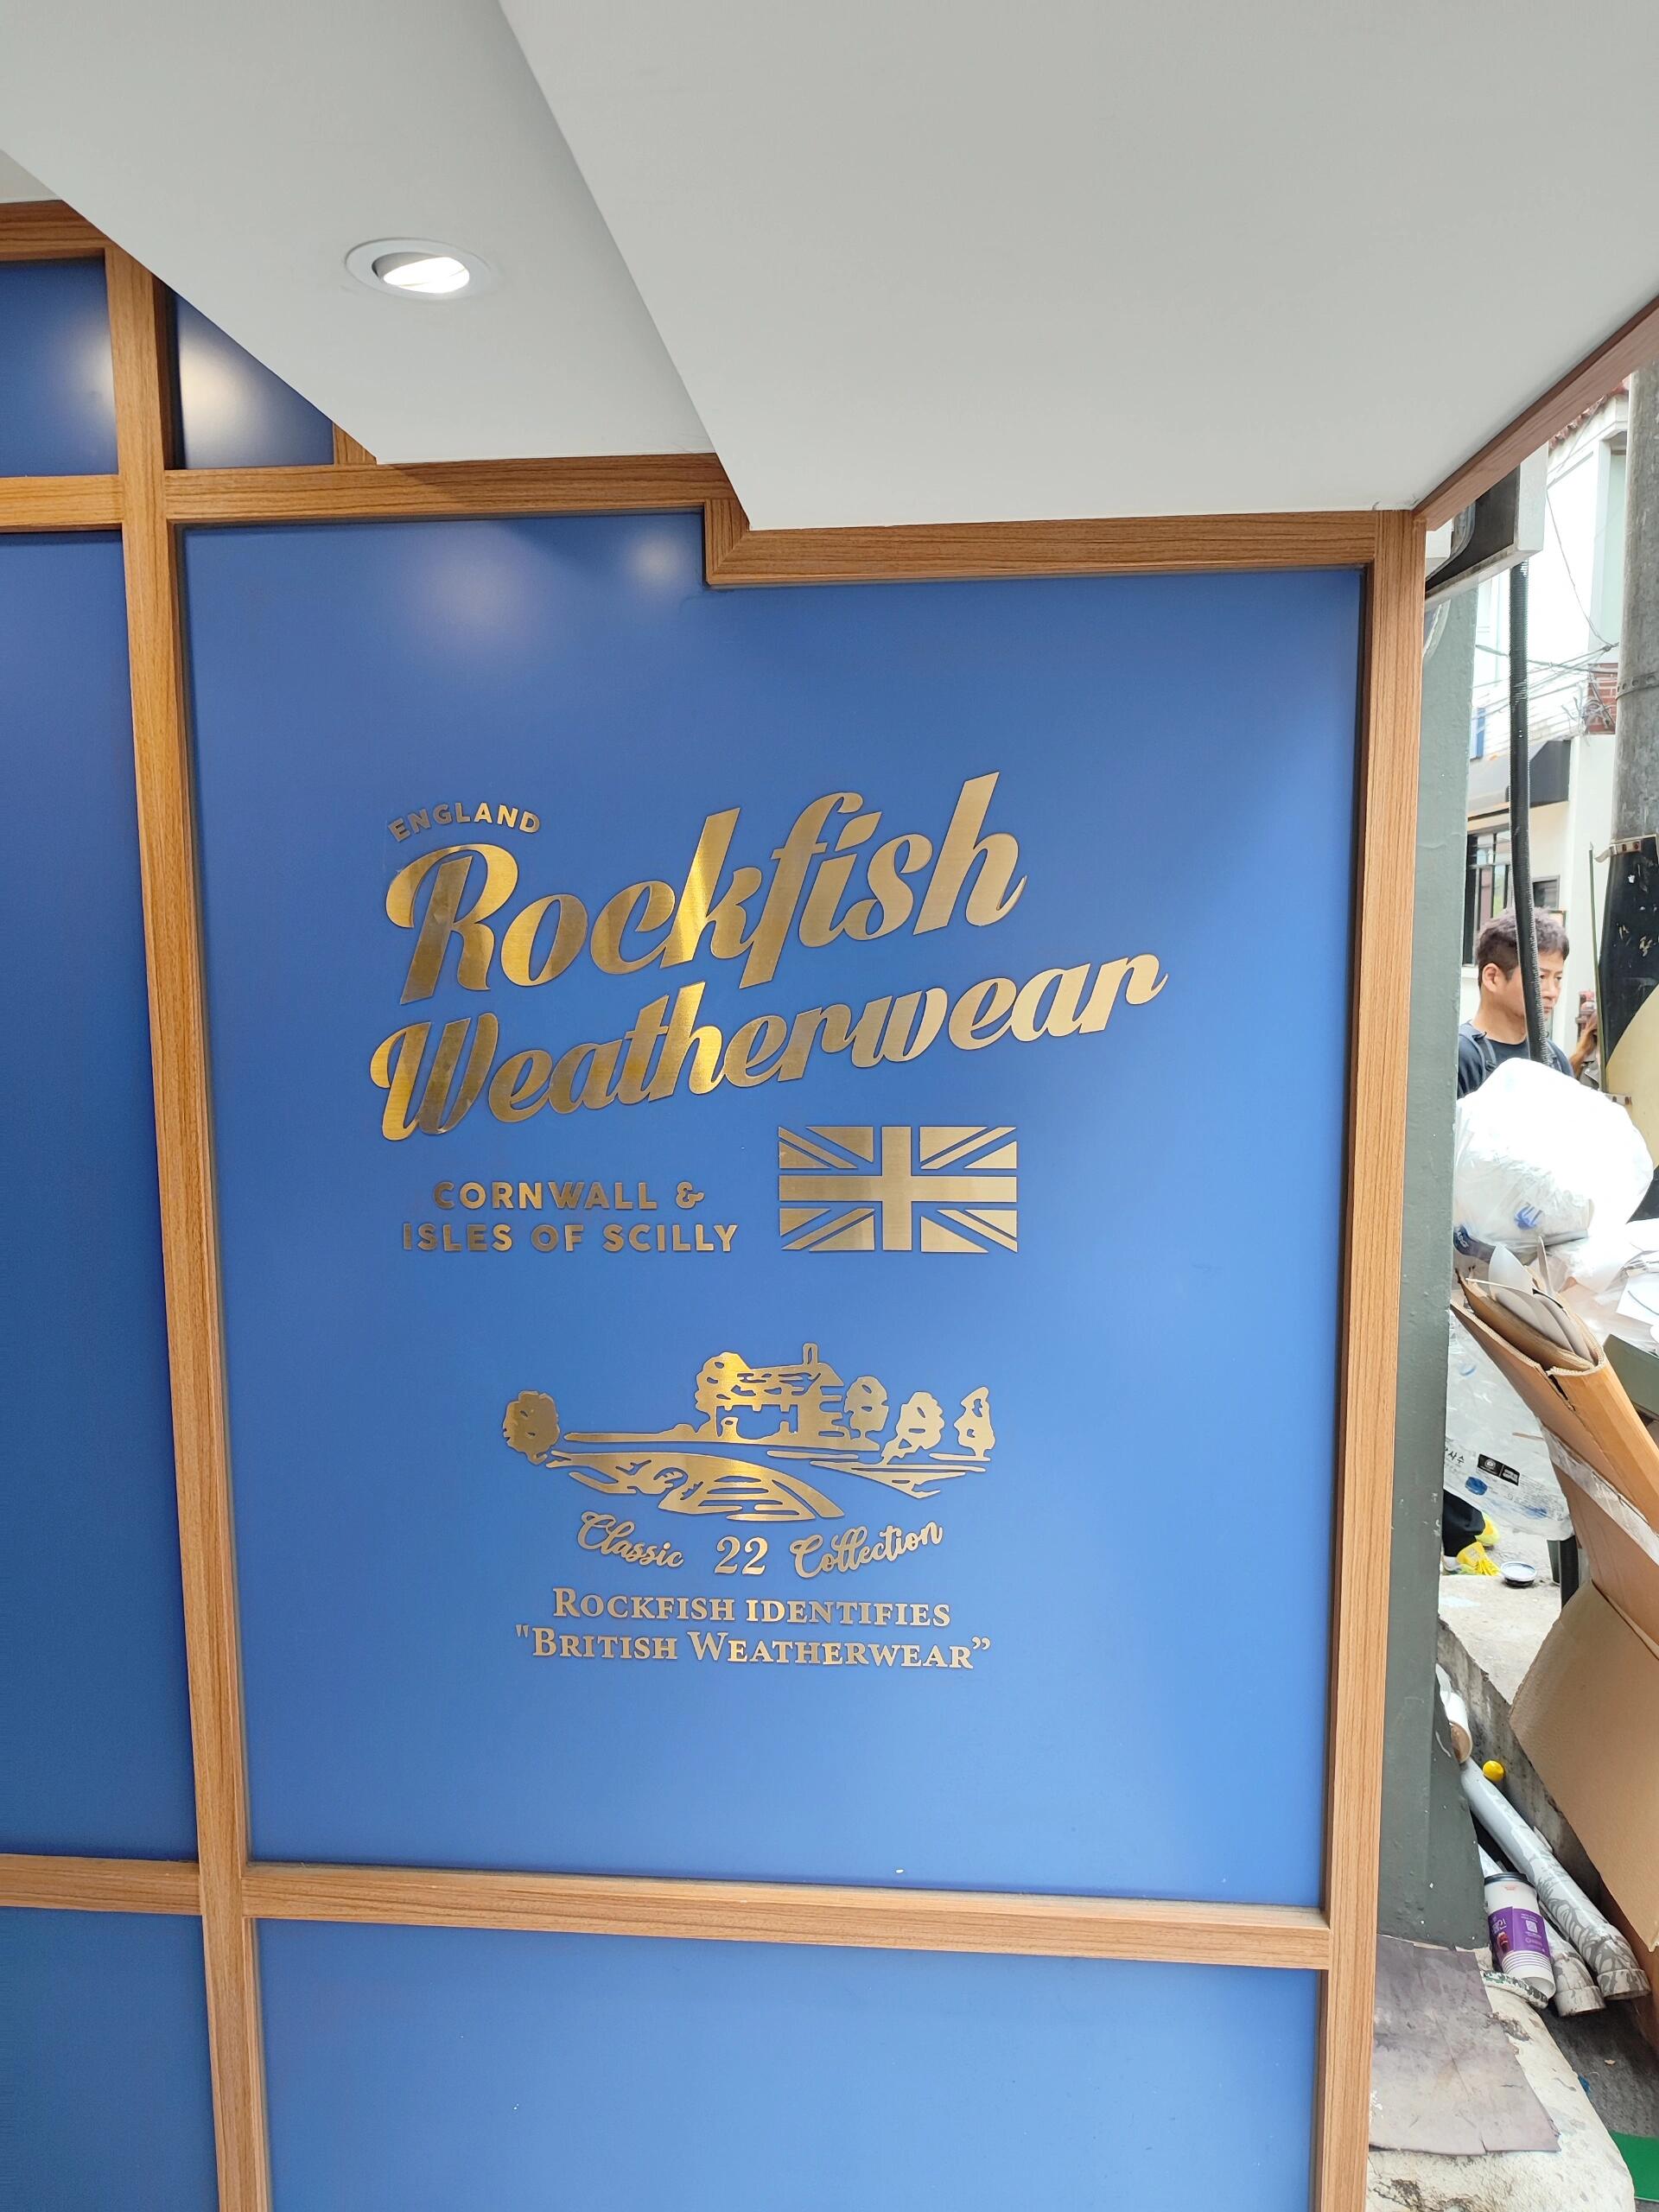 ENGLAND
Rockfish
Weatherwear
CORNWALL &
ISLES OF SCILLY
Classic 22 Collection
ROCKFISH IDENTIFIES
"BRITISH WEATHERWEAR”